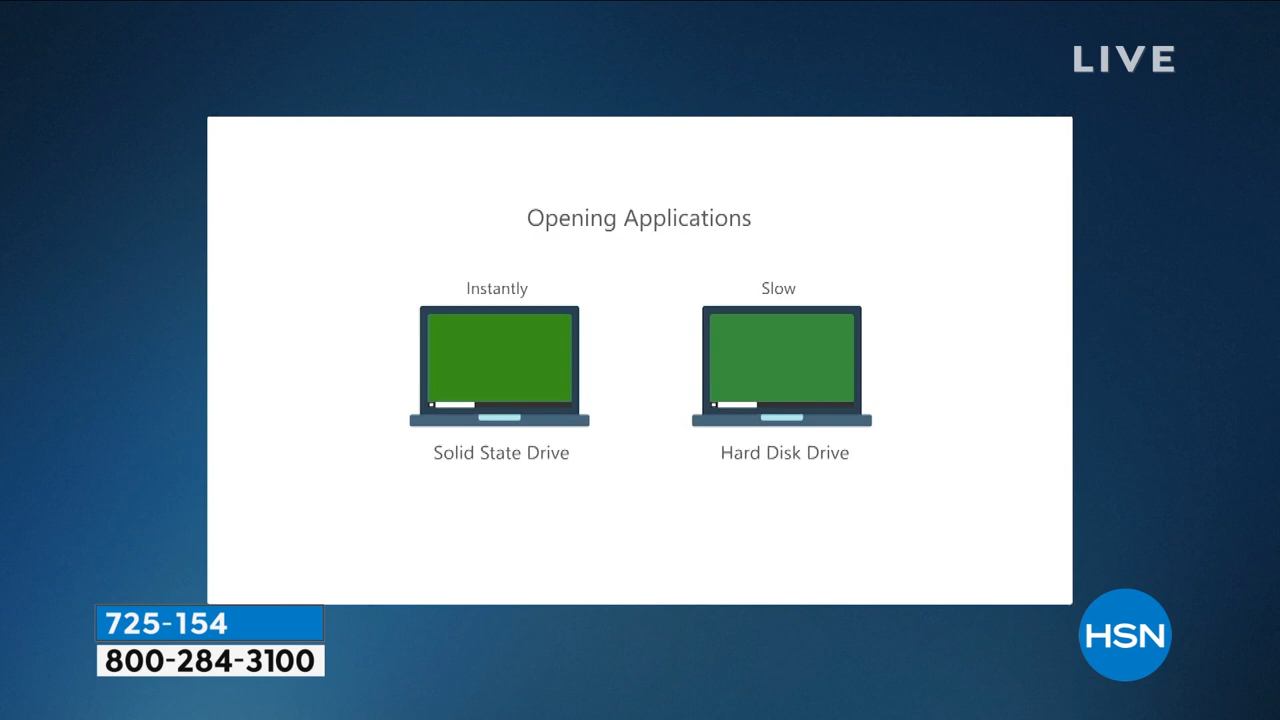 LIVE
Opening Applications
Instantly
Slow
Solid State Drive
Hard Disk Drive
725-154
800-284-3100
HSN